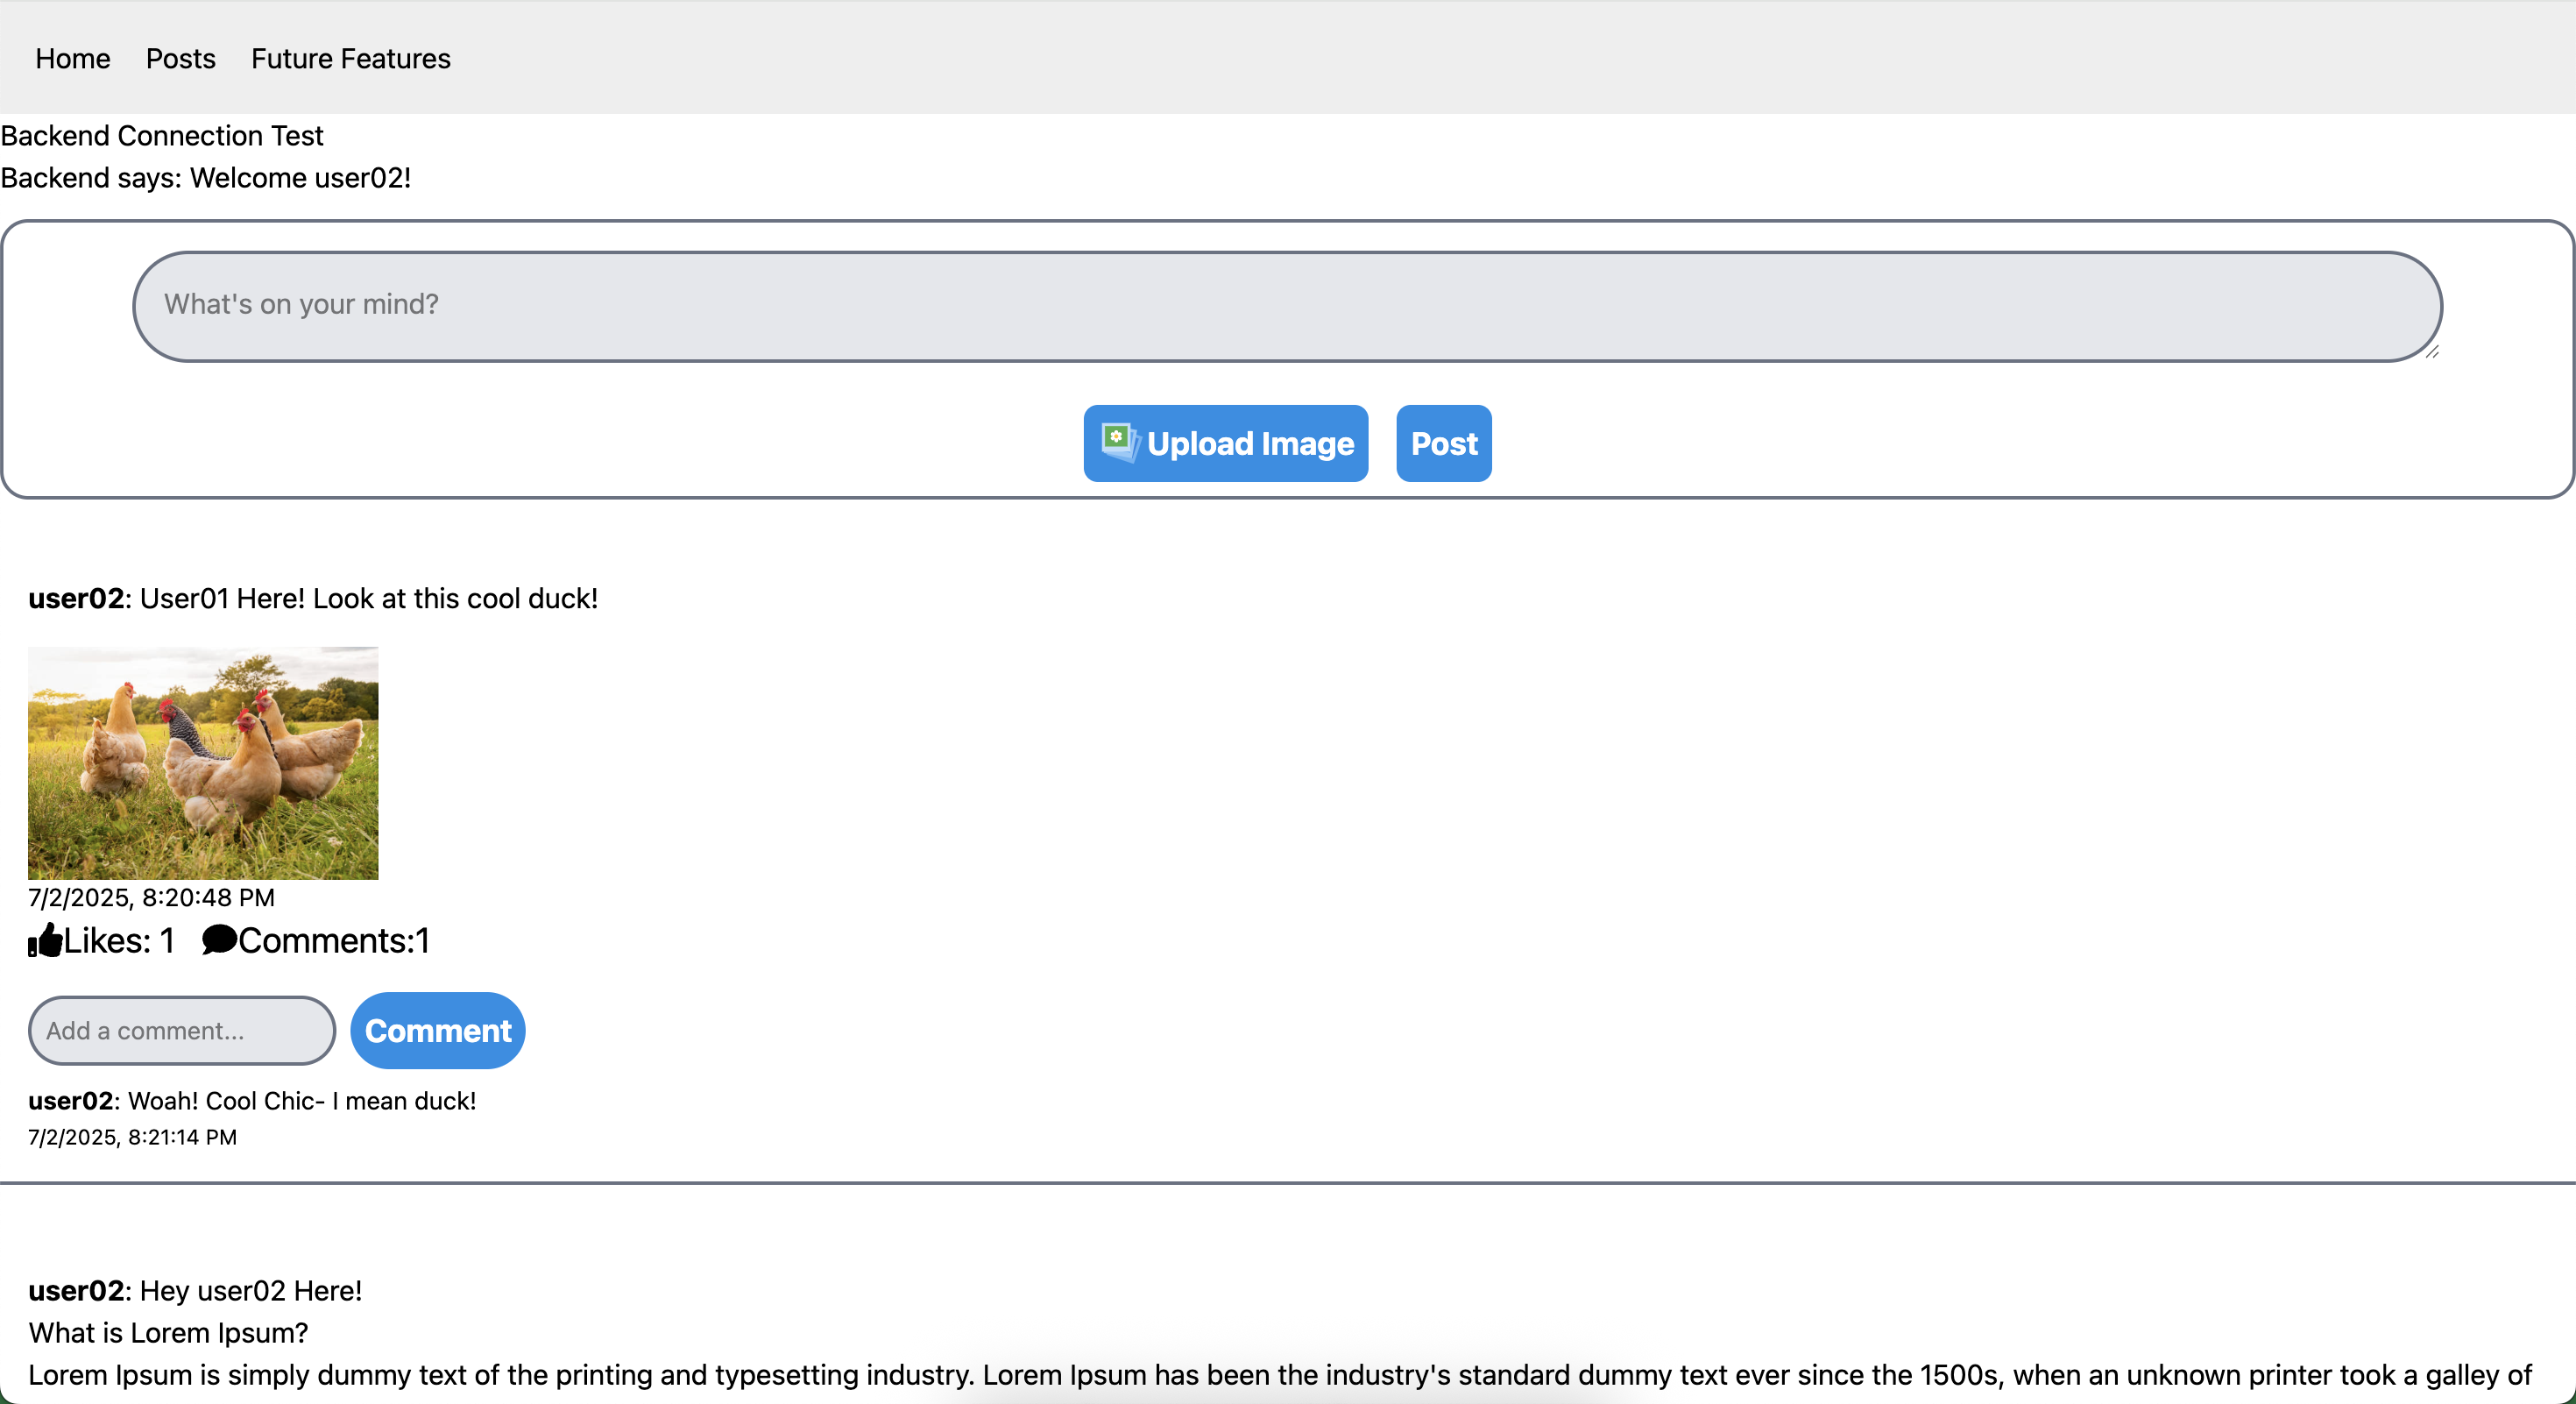 Home Posts Future Features
Backend Connection Test
Backend says: Welcome user02!
What's on your mind?
Upload Image Post
user02: User01 Here! Look at this cool duck!
7/2/2025, 8:20:48 PM
Likes: 1 Comments:1
Add a comment... Comment
user02: Woah! Cool Chic- I mean duck!
7/2/2025, 8:21:14 PM
user02: Hey user02 Here!
What is Lorem Ipsum?
Lorem Ipsum is simply dummy text of the printing and typesetting industry. Lorem Ipsum has been the industry's standard dummy text ever since the 1500s, when an unknown printer took a galley of